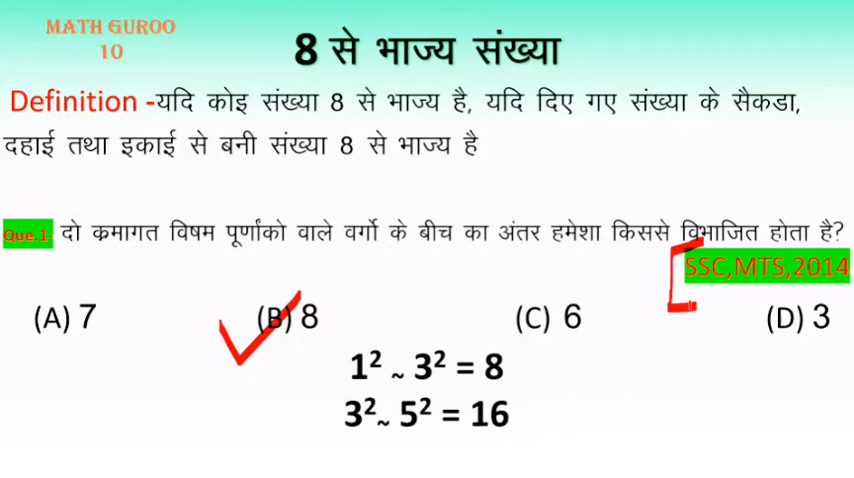 MATH GUROO
10
8 से भाज्य संख्या
Definition -यदि कोइ संख्या 8 से भाज्य है, यदि दिए गए संख्या के सैकडा,
दहाई तथा इकाई से बनी संख्या 8 से भाज्य है
Que.1- दो क्रमागत विषम पूर्णांको वाले वर्गो के बीच का अंतर हमेशा किससे विभाजित होता है?
SSC,MTS,2014
(A) 7 (B) 8 (C) 6 (D) 3
1² ~ 3² = 8
3² ~ 5² = 16